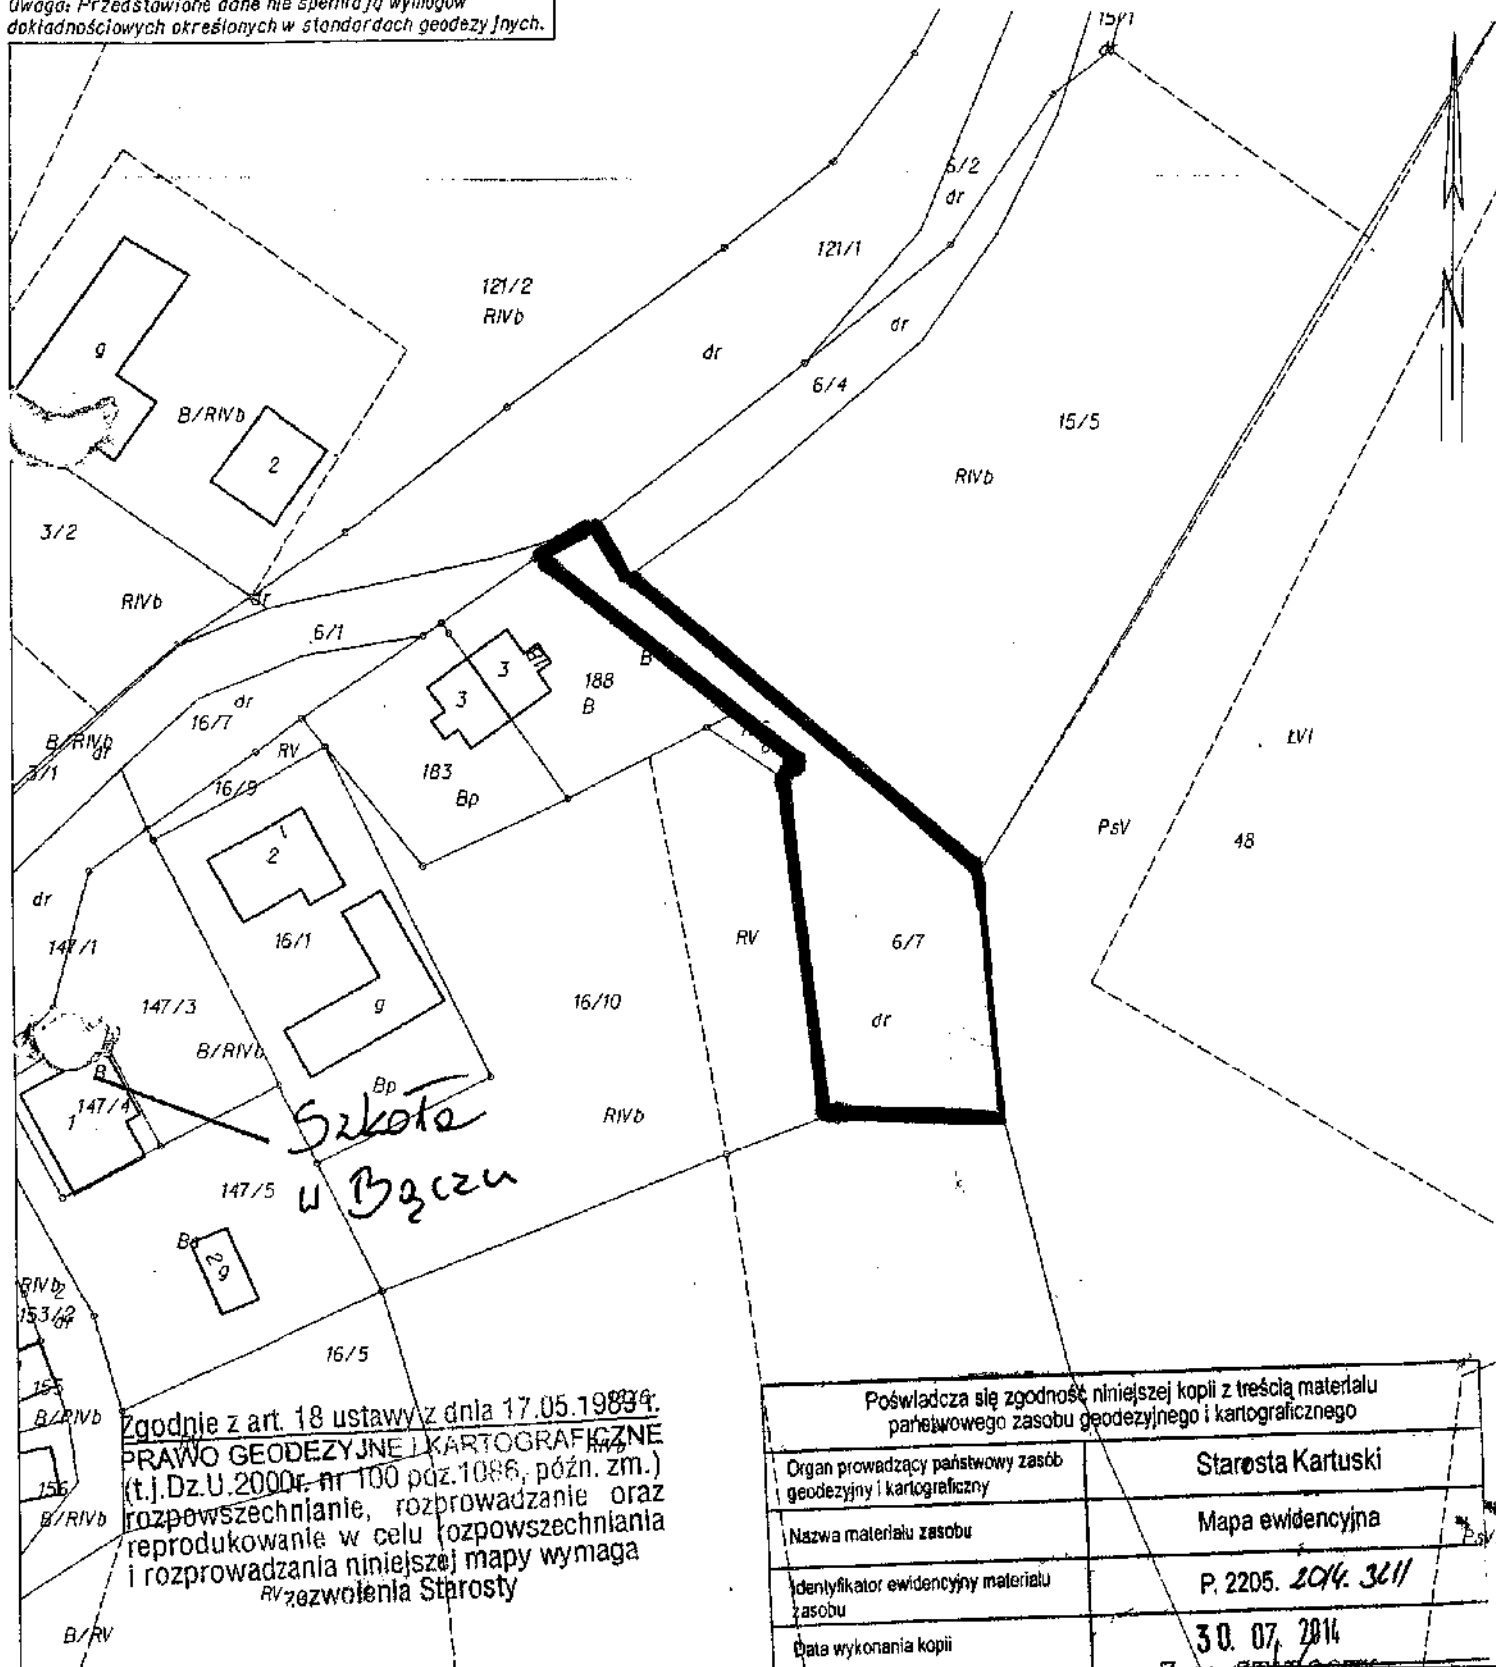 uwaga: Przedstawione dane nie spełniają wymogów
dokładnościowych określonych w standardach geodezyjnych.
15/1
dr
6/2
dr
121/1
121/2
RIVb
dr
dr
6/4
g
B/RIVb
2
15/5
RIVb
3/2
RIVb
dr
6/1
3
3
B
188
B
dr
16/7
B/RIVb
dr
3/1
RV
16/9
183
Bp
ŁVI
PsV
48
2
dr
147/1
16/1
RV
6/7
147/3
g
16/10
dr
B/RIVb
B
Bp
RIVb
1
147/4
Szkoła
w Bączu
147/5
2
g
RIVb
153/2
dr
16/5
155
B/RIVb
156
B/RIVb
B/RV
Zgodnie z art. 18 ustawy z dnia 17.05.1989r.
PRAWO GEODEZYJNE I KARTOGRAFICZNE
(t.j.Dz.U.2000r. nr 100 poz.1086, późn. zm.)
rozpowszechnianie, rozprowadzanie oraz
reprodukowanie w celu rozpowszechniania
i rozprowadzania niniejszej mapy wymaga
RV zezwolenia Starosty
Poświadcza się zgodność niniejszej kopii z treścią materiału
państwowego zasobu geodezyjnego i kartograficznego
Organ prowadzący państwowy zasób
geodezyjny i kartograficzny
Starosta Kartuski
Nazwa materiału zasobu
Mapa ewidencyjna
PsV
Identyfikator ewidencyjny materiału
zasobu
P. 2205. 2014. 3211
Data wykonania kopii
30. 07. 2014